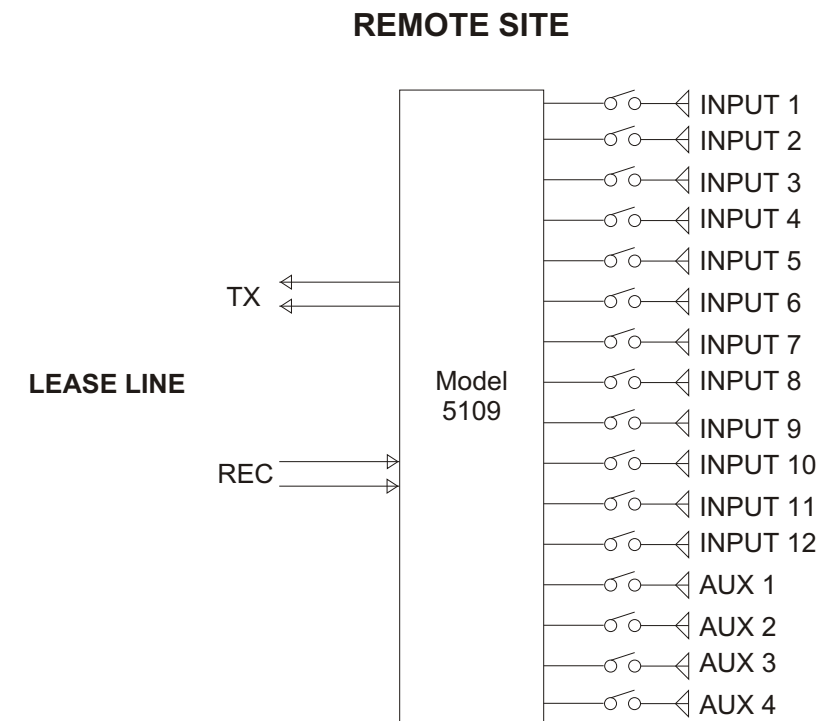 REMOTE SITE
INPUT 1
INPUT 2
INPUT 3
INPUT 4
INPUT 5
TX
INPUT 6
INPUT 7
LEASE LINE
Model
5109
INPUT 8
INPUT 9
REC
INPUT 10
INPUT 11
INPUT 12
AUX 1
AUX 2
AUX 3
AUX 4